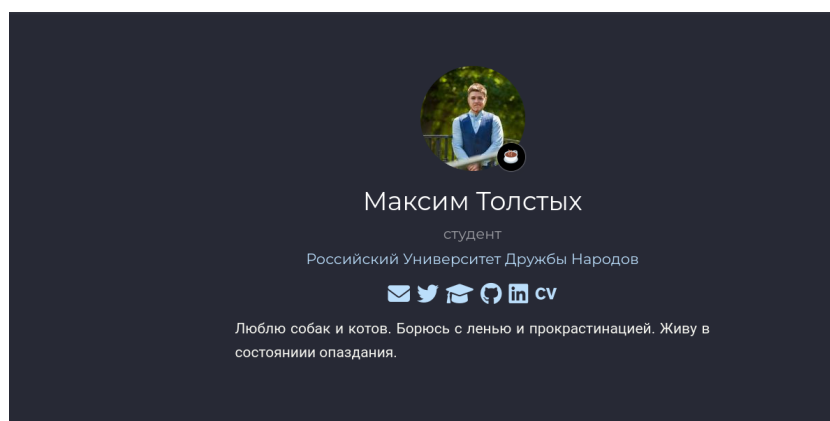 Максим Толстых
студент
Российский Университет Дружбы Народов
CV
Люблю собак и котов. Борюсь с ленью и прокрастинацией. Живу в
состояниии опаздания.